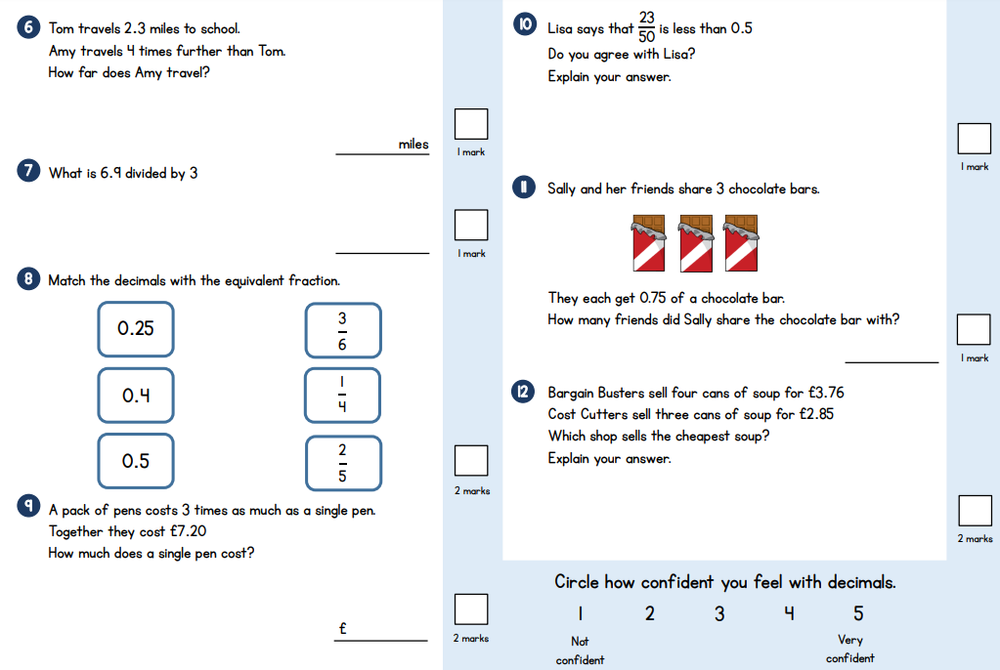 6 Tom travels 2.3 miles to school.
Amy travels 4 times further than Tom.
How far does Amy travel?
miles
1 mark
7 What is 6.9 divided by 3
1 mark
8 Match the decimals with the equivalent fraction.
0.25
3/6
0.4
1/4
0.5
2/5
2 marks
9 A pack of pens costs 3 times as much as a single pen.
Together they cost £7.20
How much does a single pen cost?
£
2 marks
10 Lisa says that 23/50 is less than 0.5
Do you agree with Lisa?
Explain your answer.
1 mark
11 Sally and her friends share 3 chocolate bars.
They each get 0.75 of a chocolate bar.
How many friends did Sally share the chocolate bar with?
1 mark
12 Bargain Busters sell four cans of soup for £3.76
Cost Cutters sell three cans of soup for £2.85
Which shop sells the cheapest soup?
Explain your answer.
2 marks
Circle how confident you feel with decimals.
1 2 3 4 5
Not confident
Very confident